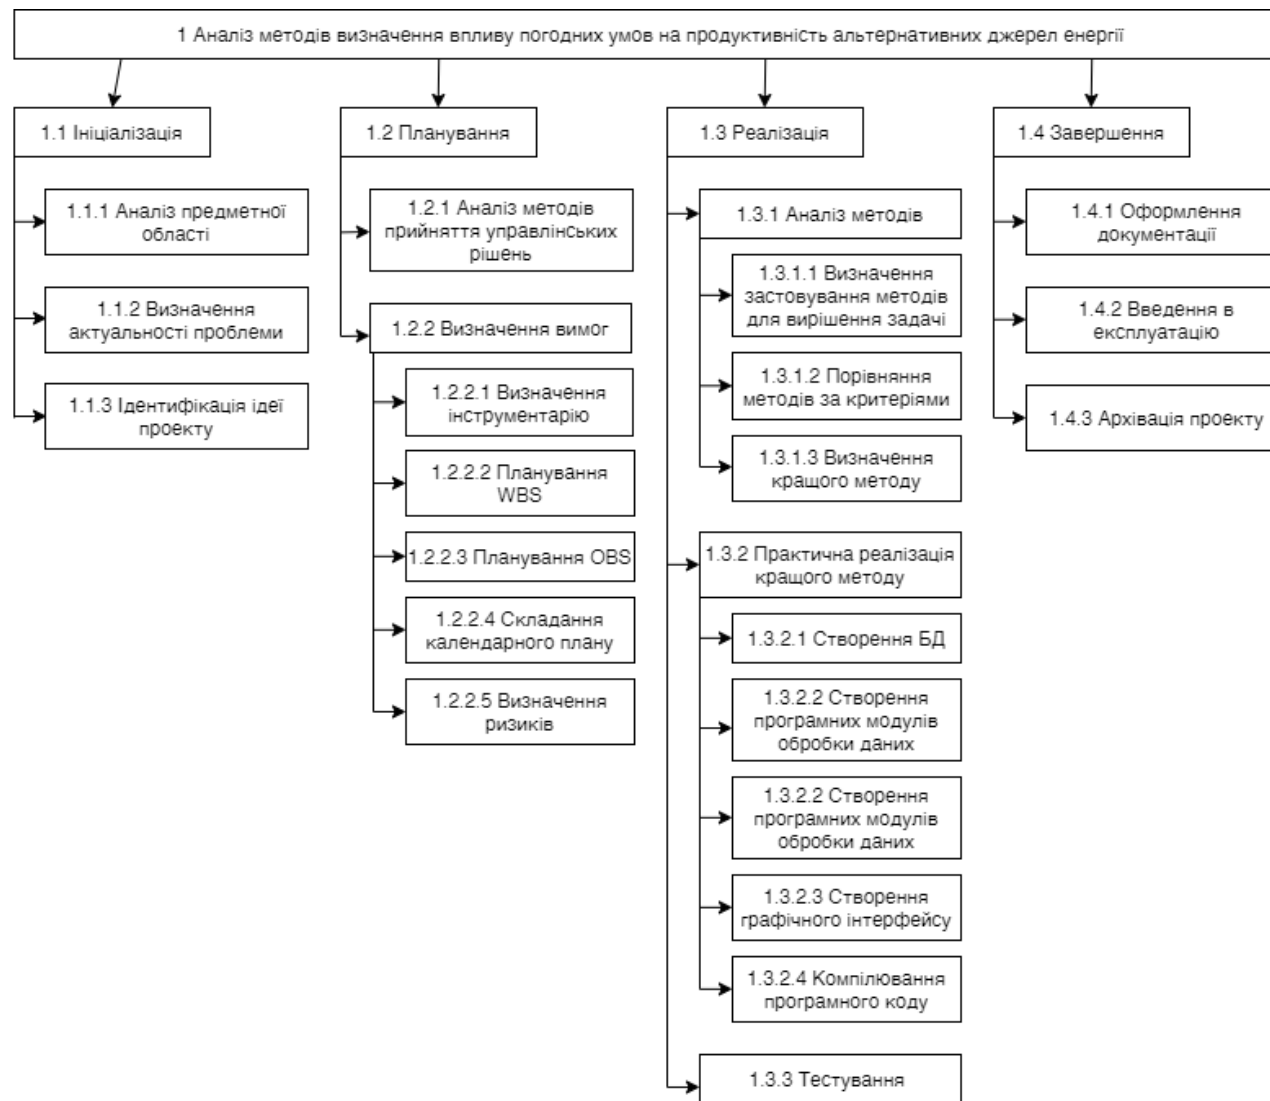 1 Аналіз методів визначення впливу погодних умов на продуктивність альтернативних джерел енергії
1.1 Ініціалізація
1.1.1 Аналіз предметної
області
1.1.2 Визначення
актуальності проблеми
1.1.3 Ідентифікація ідеї
проекту
1.2 Планування
1.2.1 Аналіз методів
прийняття управлінських
рішень
1.2.2 Визначення вимог
1.2.2.1 Визначення
інструментарію
1.2.2.2 Планування
WBS
1.2.2.3 Планування OBS
1.2.2.4 Складання
календарного плану
1.2.2.5 Визначення
ризиків
1.3 Реалізація
1.3.1 Аналіз методів
1.3.1.1 Визначення
застовування методів
для вирішення задачі
1.3.1.2 Порівняння
методів за критеріями
1.3.1.3 Визначення
кращого методу
1.3.2 Практична реалізація
кращого методу
1.3.2.1 Створення БД
1.3.2.2 Створення
програмних модулів
обробки даних
1.3.2.2 Створення
програмних модулів
обробки даних
1.3.2.3 Створення
графічного інтерфейсу
1.3.2.4 Компілювання
програмного коду
1.3.3 Тестування
1.4 Завершення
1.4.1 Оформлення
документації
1.4.2 Введення в
експлуатацію
1.4.3 Архівація проекту